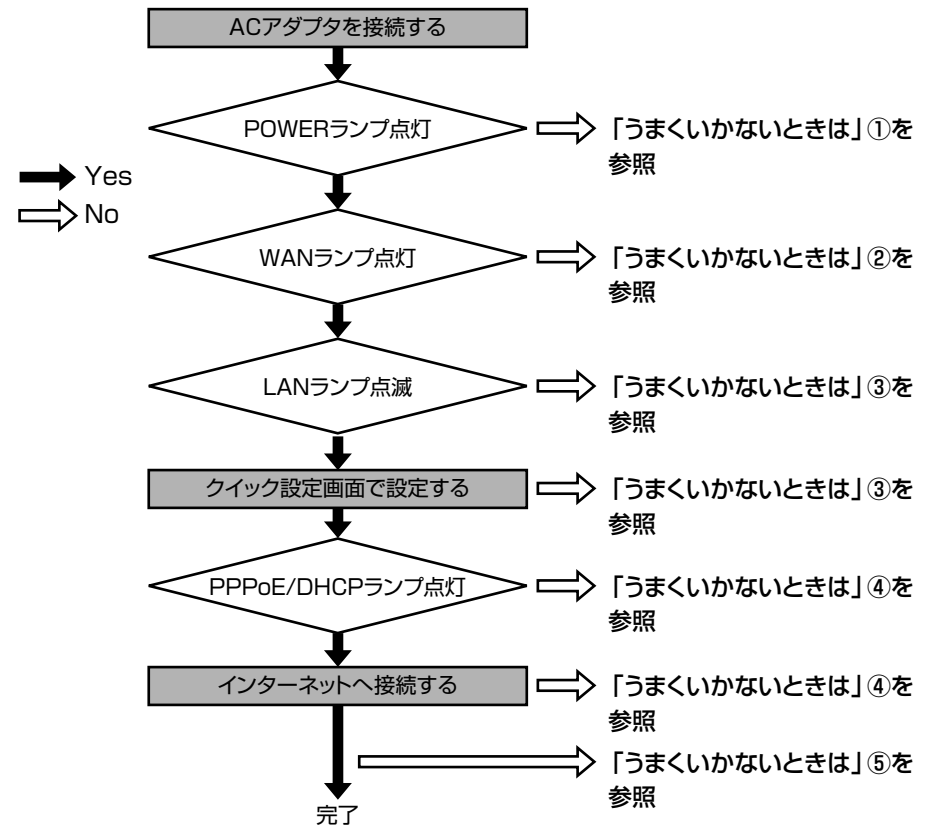 ACアダプタを接続する
POWERランプ点灯
「うまくいかないときは」①を
参照
Yes
No
WANランプ点灯
「うまくいかないときは」②を
参照
LANランプ点滅
「うまくいかないときは」③を
参照
クイック設定画面で設定する
「うまくいかないときは」③を
参照
PPPoE/DHCPランプ点灯
「うまくいかないときは」④を
参照
インターネットへ接続する
「うまくいかないときは」④を
参照
「うまくいかないときは」⑤を
参照
完了